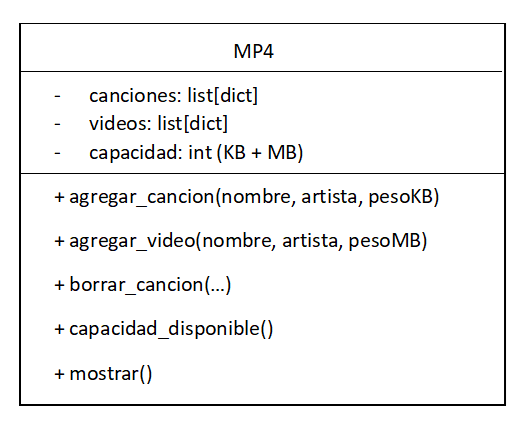 MP4
- canciones: list[dict]
- videos: list[dict]
- capacidad: int (KB + MB)
+ agregar_cancion(nombre, artista, pesoKB)
+ agregar_video(nombre, artista, pesoMB)
+ borrar_cancion(...)
+ capacidad_disponible()
+ mostrar()